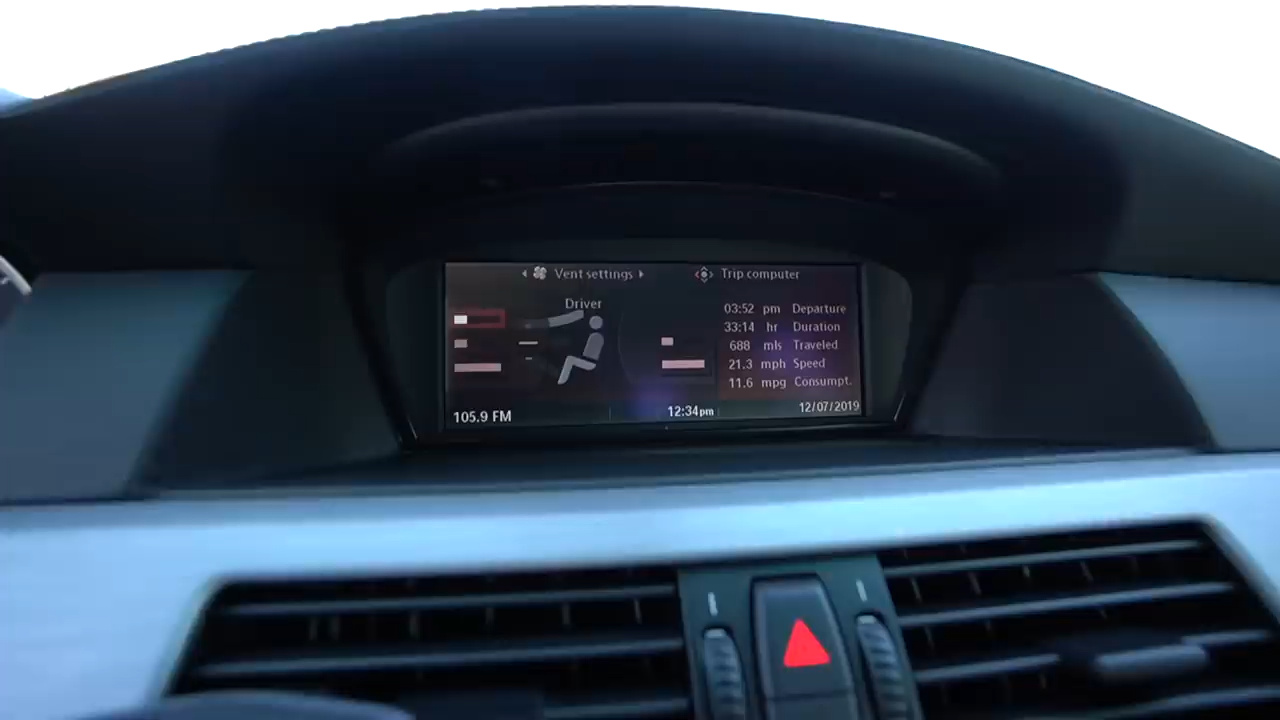 Vent settings
Driver
105.9 FM
Trip computer
03:52 pm Departure
33:14 hr Duration
688 mls Traveled
21.3 mph Speed
11.6 mpg Consumpt.
12:34pm
12/07/2019